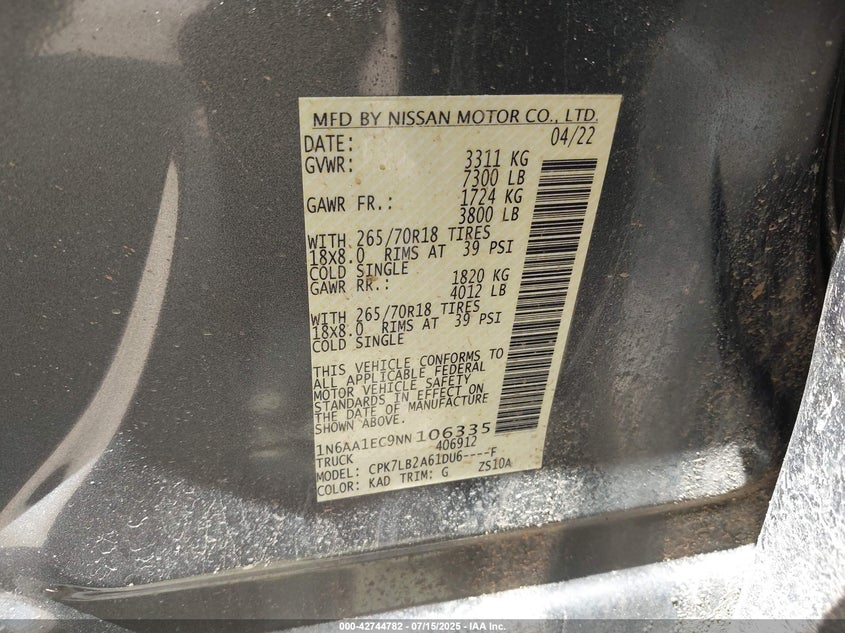 MFD BY NISSAN MOTOR CO., LTD.
DATE: 04/22
GVWR: 3311 KG
7300 LB
GAWR FR.: 1724 KG
3800 LB
WITH 265/70R18 TIRES
18x8.0 RIMS AT 39 PSI
COLD SINGLE
GAWR RR.: 1820 KG
4012 LB
WITH 265/70R18 TIRES
18x8.0 RIMS AT 39 PSI
COLD SINGLE
THIS VEHICLE CONFORMS TO
ALL APPLICABLE FEDERAL
MOTOR VEHICLE SAFETY
STANDARDS IN EFFECT ON
THE DATE OF MANUFACTURE
SHOWN ABOVE.
1N6AA1EC9NN106335
406912
TRUCK
MODEL: CPK7LB2A61DU6----F
COLOR: KAD TRIM: G ZS10A
000-42744782 - 07/15/2025 - IAA Inc.